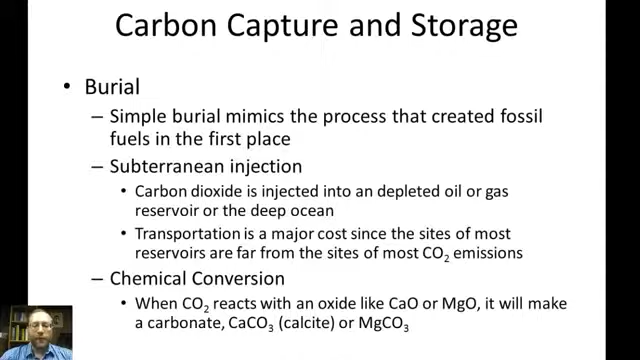 Carbon Capture and Storage
• Burial
– Simple burial mimics the process that created fossil
fuels in the first place
– Subterranean injection
• Carbon dioxide is injected into an depleted oil or gas
reservoir or the deep ocean
• Transportation is a major cost since the sites of most
reservoirs are far from the sites of most CO₂ emissions
– Chemical Conversion
• When CO₂ reacts with an oxide like CaO or MgO, it will make
a carbonate, CaCO₃ (calcite) or MgCO₃